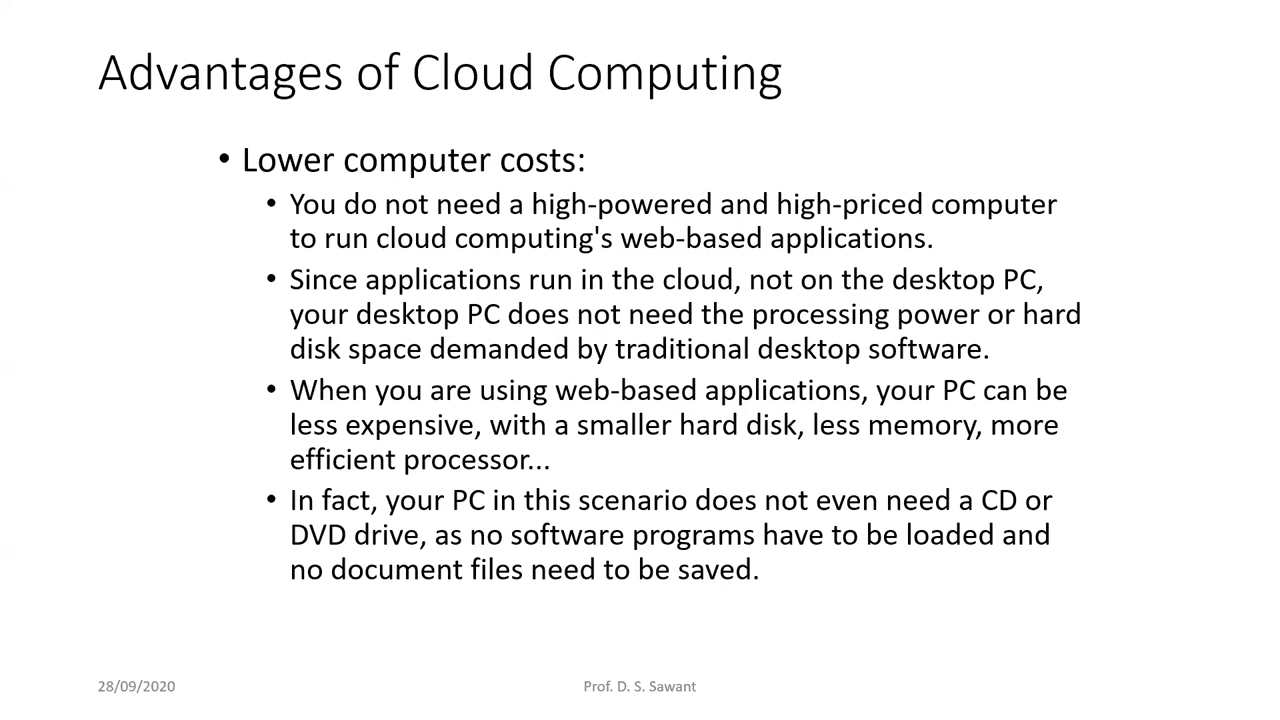 Advantages of Cloud Computing
• Lower computer costs:
• You do not need a high-powered and high-priced computer
to run cloud computing's web-based applications.
• Since applications run in the cloud, not on the desktop PC,
your desktop PC does not need the processing power or hard
disk space demanded by traditional desktop software.
• When you are using web-based applications, your PC can be
less expensive, with a smaller hard disk, less memory, more
efficient processor...
• In fact, your PC in this scenario does not even need a CD or
DVD drive, as no software programs have to be loaded and
no document files need to be saved.
28/09/2020
Prof. D. S. Sawant